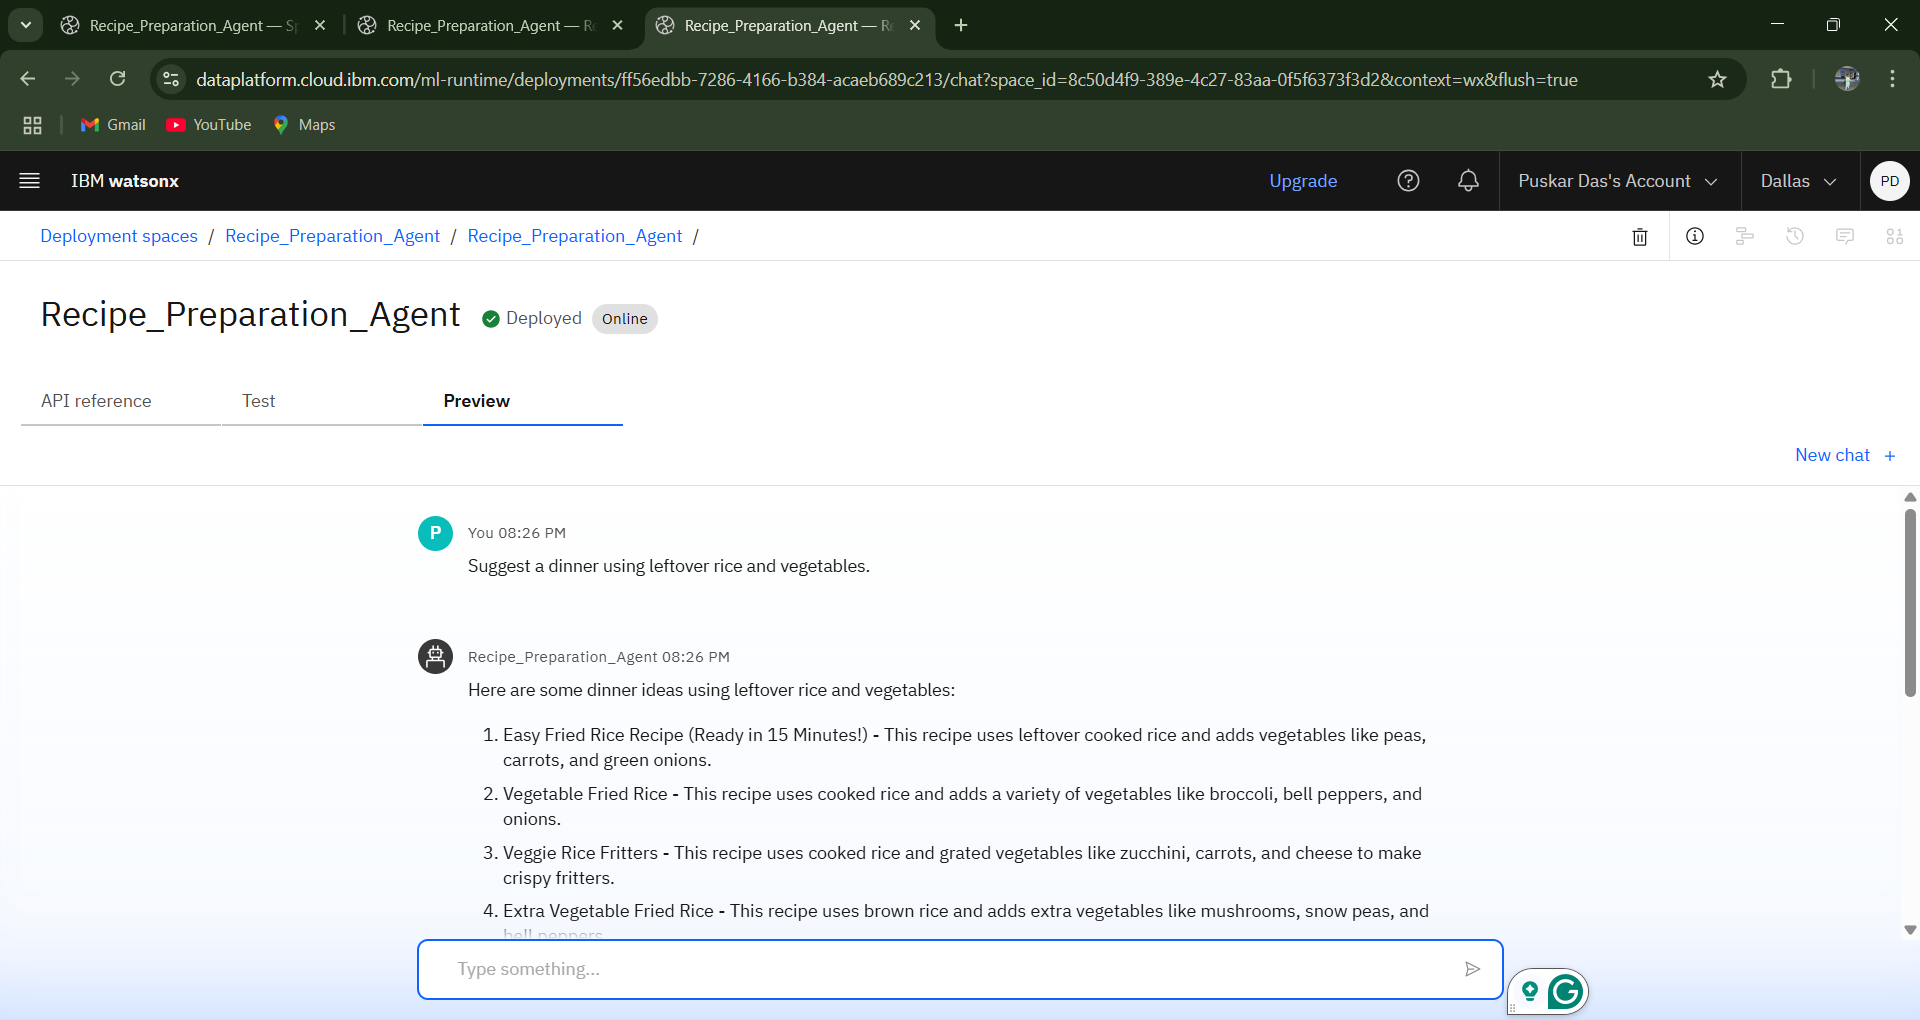 Recipe_Preparation_Agent — Sp
Recipe_Preparation_Agent — Re
Recipe_Preparation_Agent — Re
dataplatform.cloud.ibm.com/ml-runtime/deployments/ff56edbb-7286-4166-b384-acaeb689c213/chat?space_id=8c50d4f9-389e-4c27-83aa-0f5f6373f3d2&context=wx&flush=true
Gmail
YouTube
Maps
IBM watsonx
Upgrade
Puskar Das's Account
Dallas
PD
Deployment spaces / Recipe_Preparation_Agent / Recipe_Preparation_Agent /
Recipe_Preparation_Agent
Deployed
Online
API reference
Test
Preview
New chat +
P
You 08:26 PM
Suggest a dinner using leftover rice and vegetables.
Recipe_Preparation_Agent 08:26 PM
Here are some dinner ideas using leftover rice and vegetables:
1. Easy Fried Rice Recipe (Ready in 15 Minutes!) - This recipe uses leftover cooked rice and adds vegetables like peas,
carrots, and green onions.
2. Vegetable Fried Rice - This recipe uses cooked rice and adds a variety of vegetables like broccoli, bell peppers, and
onions.
3. Veggie Rice Fritters - This recipe uses cooked rice and grated vegetables like zucchini, carrots, and cheese to make
crispy fritters.
4. Extra Vegetable Fried Rice - This recipe uses brown rice and adds extra vegetables like mushrooms, snow peas, and
bell peppers
Type something...